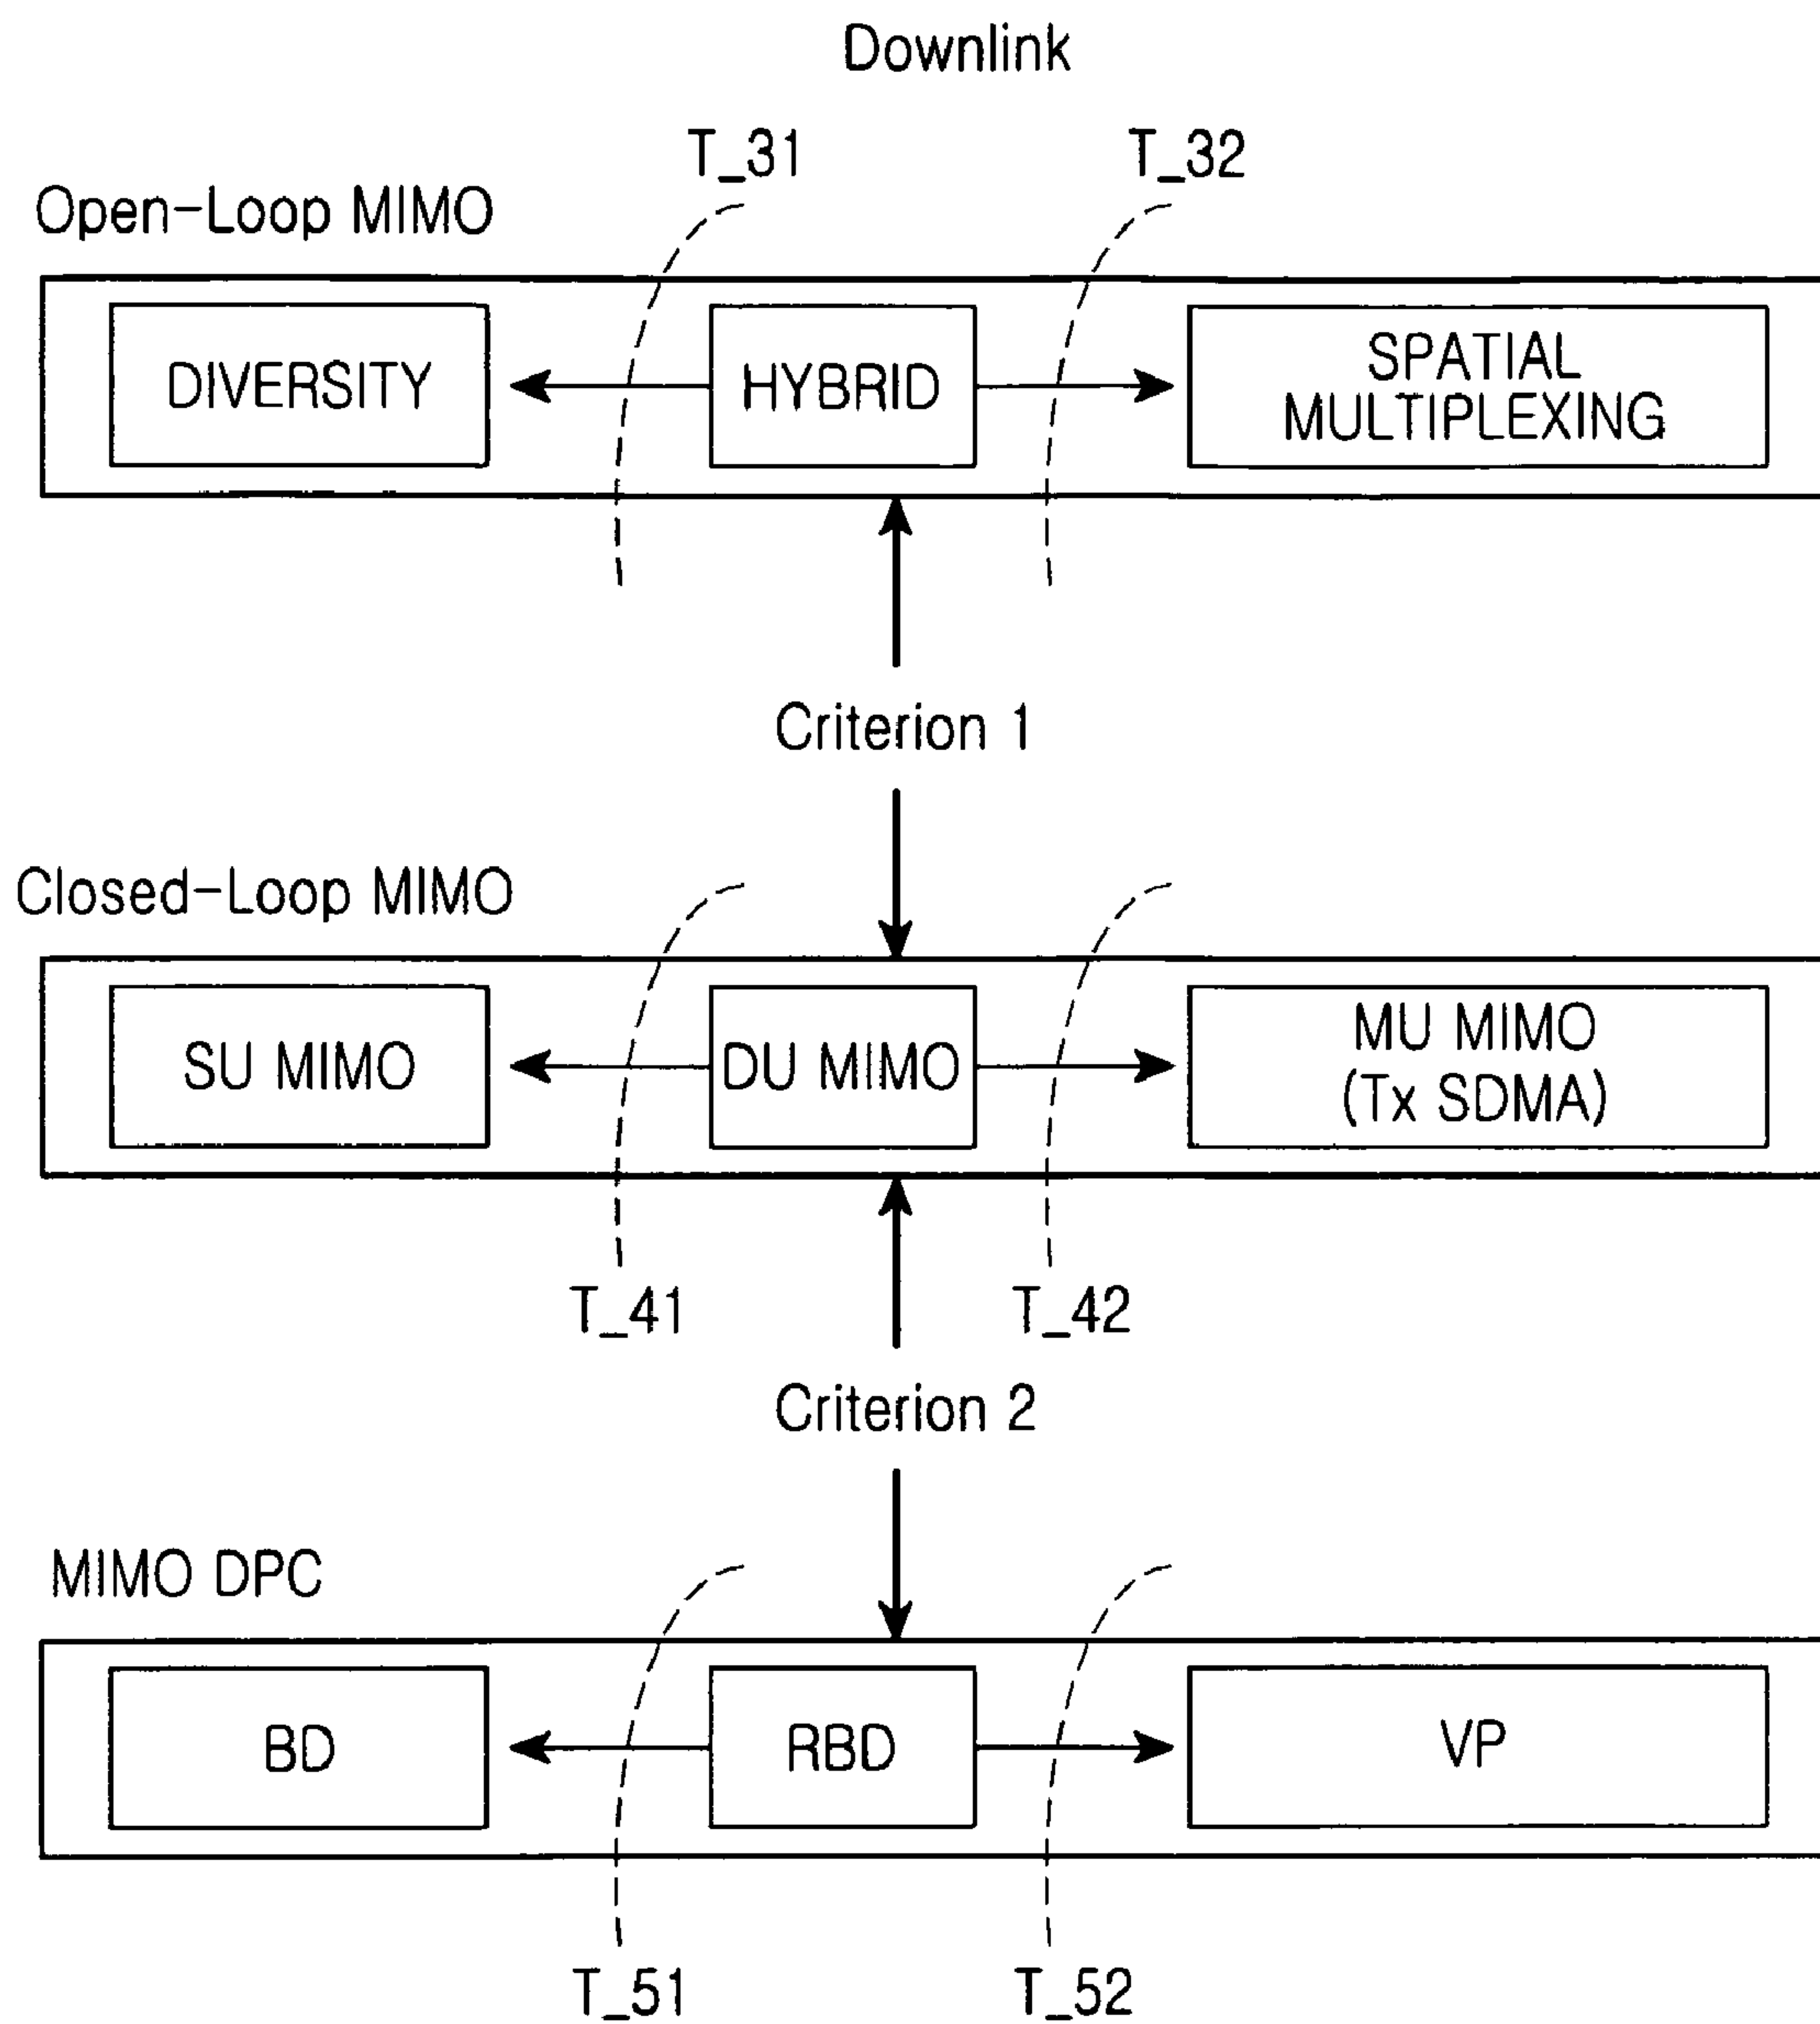 Downlink
T_31
T_32
Open-Loop MIMO
DIVERSITY
HYBRID
SPATIAL
MULTIPLEXING
Criterion 1
Closed-Loop MIMO
SU MIMO
DU MIMO
MU MIMO
(Tx SDMA)
T_41
T_42
Criterion 2
MIMO DPC
BD
RBD
VP
T_51
T_52